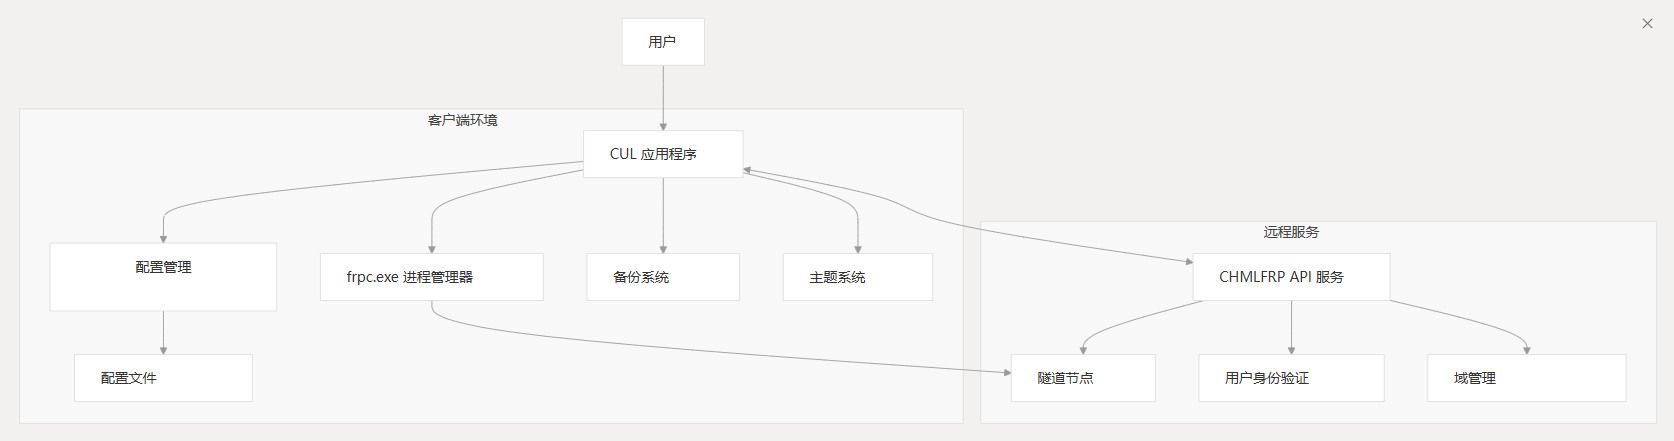 用户
客户端环境
CUL 应用程序
远程服务
配置管理
frpc.exe 进程管理器
备份系统
主题系统
CHMLFRP API 服务
配置文件
隧道节点
用户身份验证
域管理